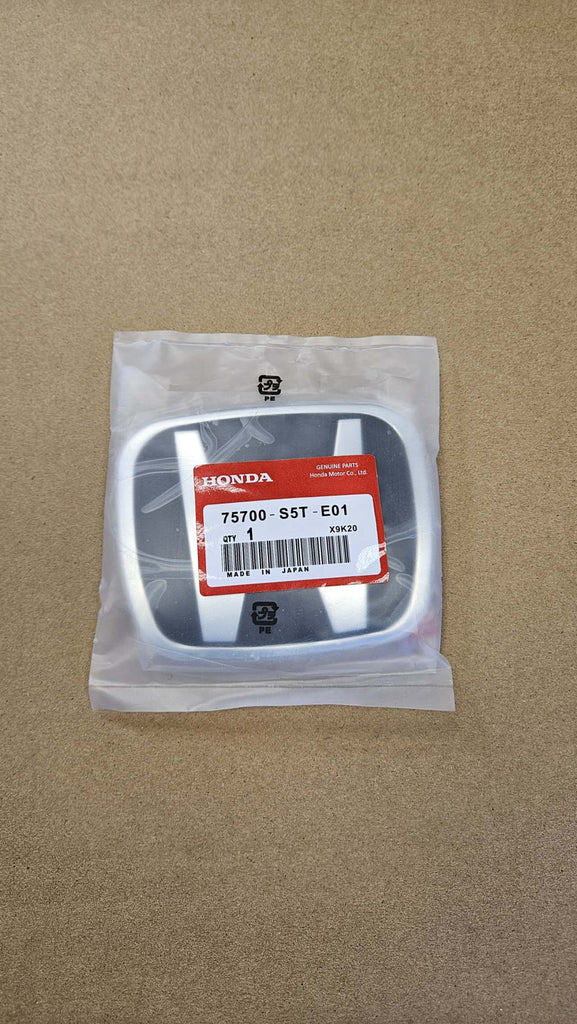 PE
HONDA
GENUINE PARTS
Honda Motor Co., Ltd.
75700-S5T-E01
QTY 1
X9K20
MADE IN JAPAN
PE